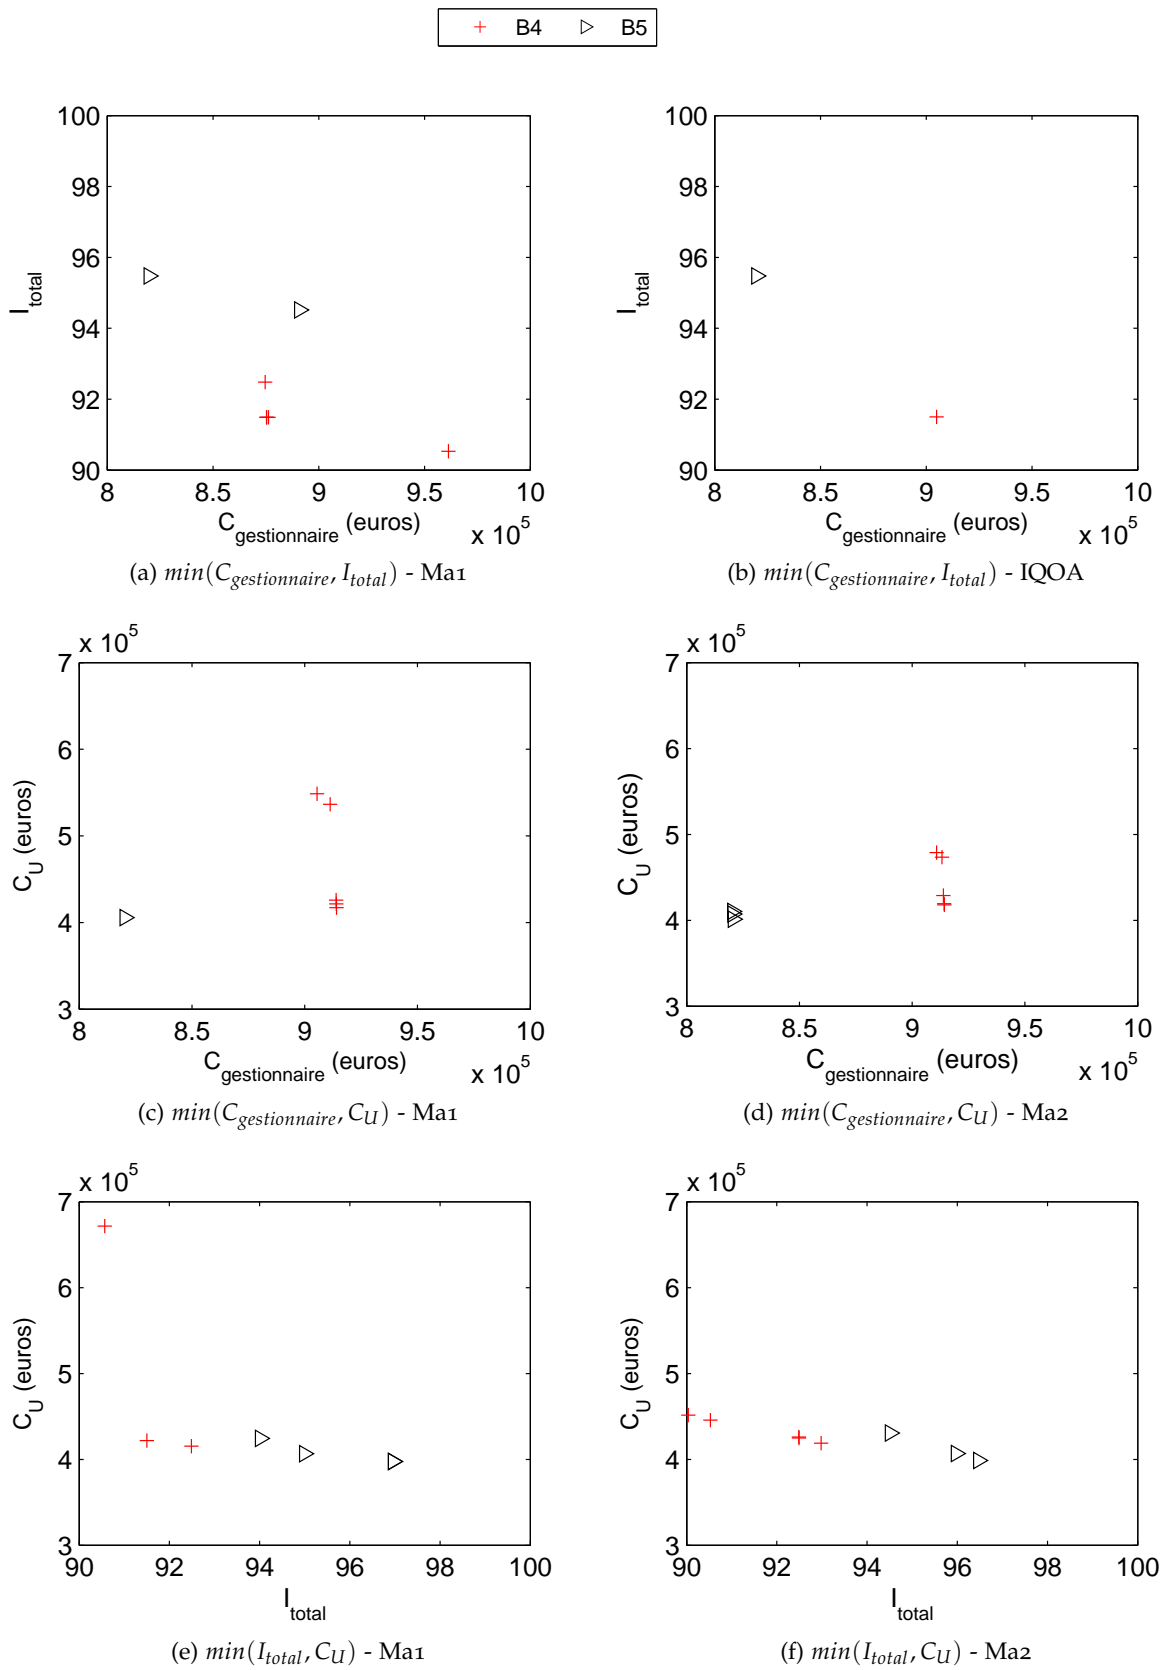 B4 B5
100
98
96
94
92
90
I_total
8 8.5 9 9.5 10
C_gestionnaire (euros)
x 10^5
(a) min(C_gestionnaire, I_total) - Ma1
100
98
96
94
92
90
I_total
8 8.5 9 9.5 10
C_gestionnaire (euros)
x 10^5
(b) min(C_gestionnaire, I_total) - IQOA
x 10^5
7
6
5
4
3
C_U (euros)
8 8.5 9 9.5 10
C_gestionnaire (euros)
x 10^5
(c) min(C_gestionnaire, C_U) - Ma1
x 10^5
7
6
5
4
3
C_U (euros)
8 8.5 9 9.5 10
C_gestionnaire (euros)
x 10^5
(d) min(C_gestionnaire, C_U) - Ma2
x 10^5
7
6
5
4
3
C_U (euros)
90 92 94 96 98 100
I_total
(e) min(I_total, C_U) - Ma1
x 10^5
7
6
5
4
3
C_U (euros)
90 92 94 96 98 100
I_total
(f) min(I_total, C_U) - Ma2